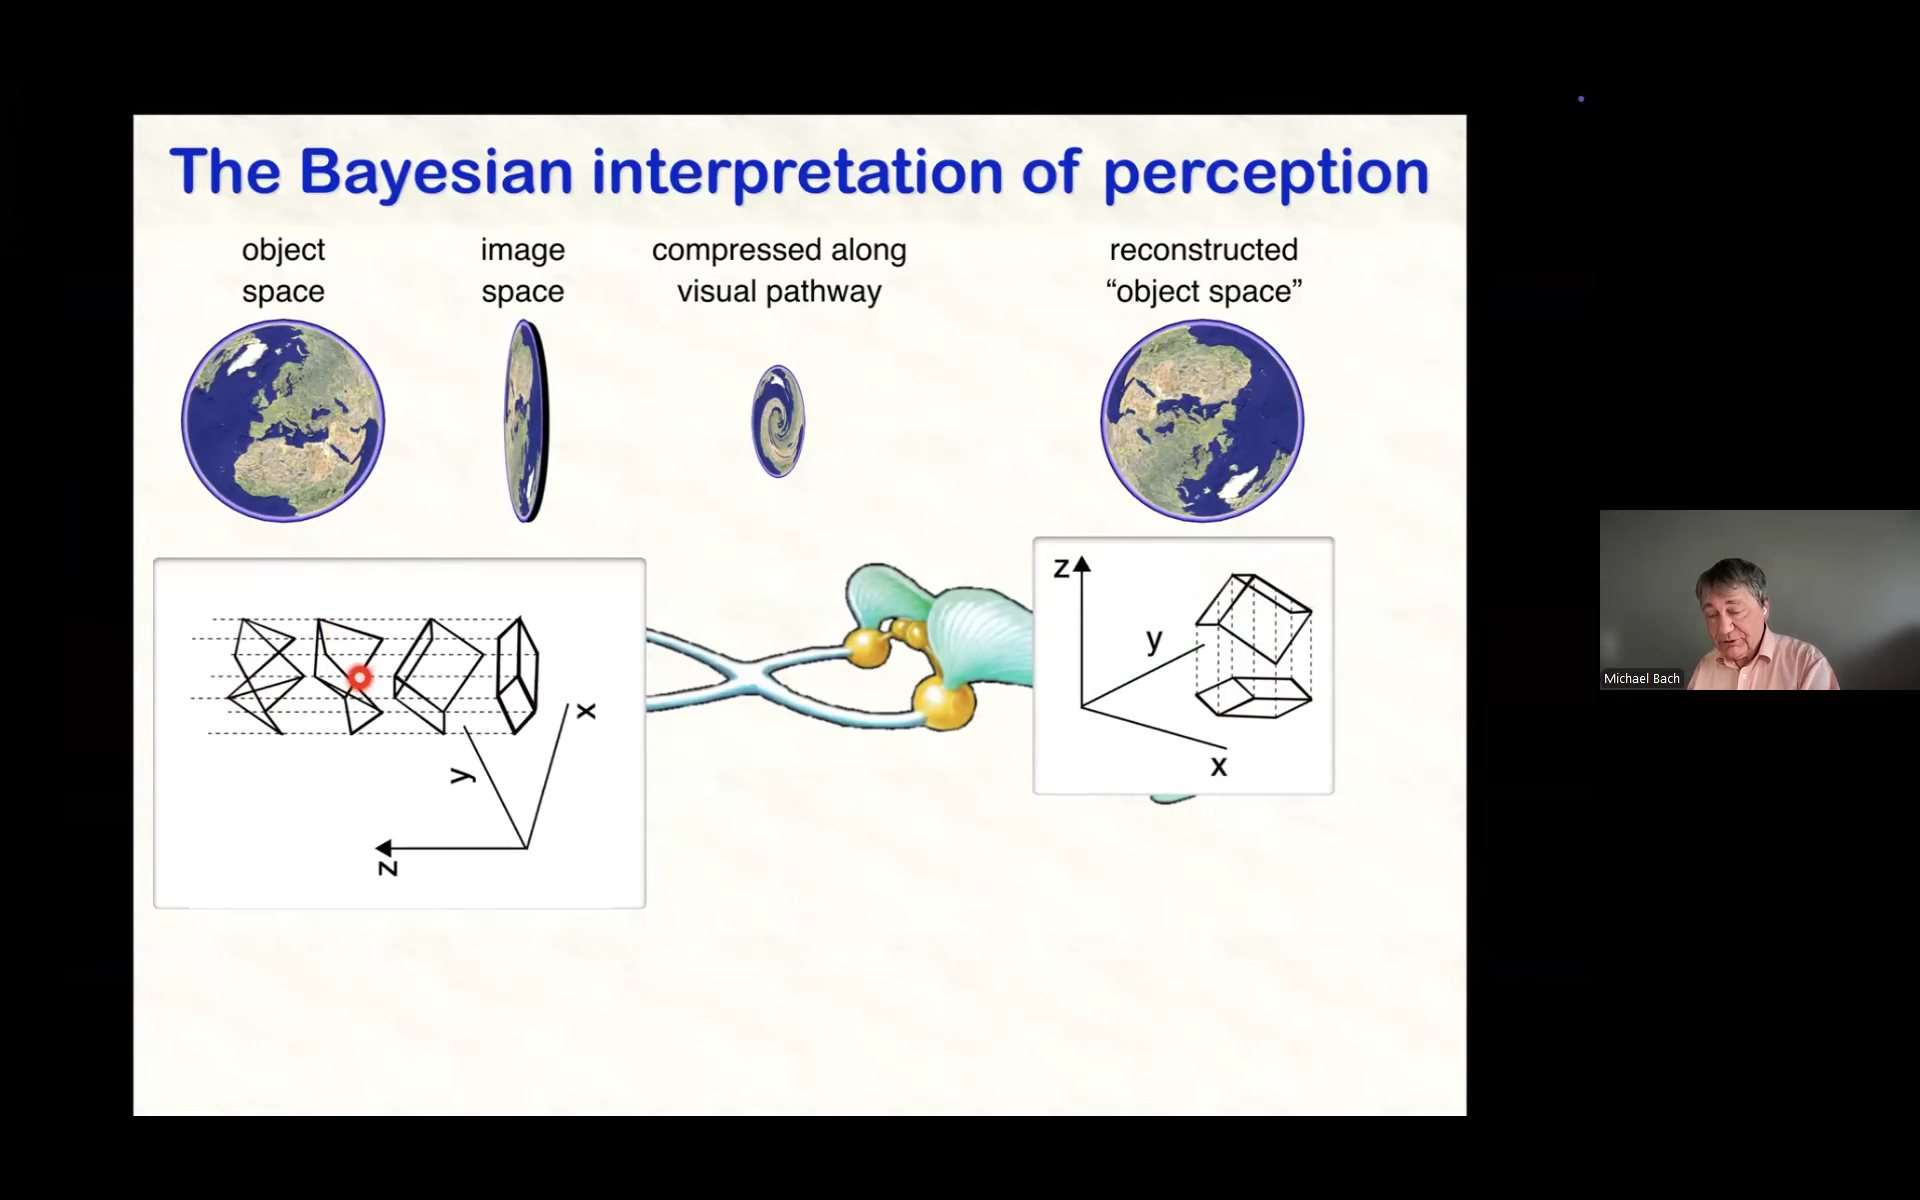 The Bayesian interpretation of perception
object
space
image
space
compressed along
visual pathway
reconstructed
“object space”
x
y
z
z
y
x
Michael Bach